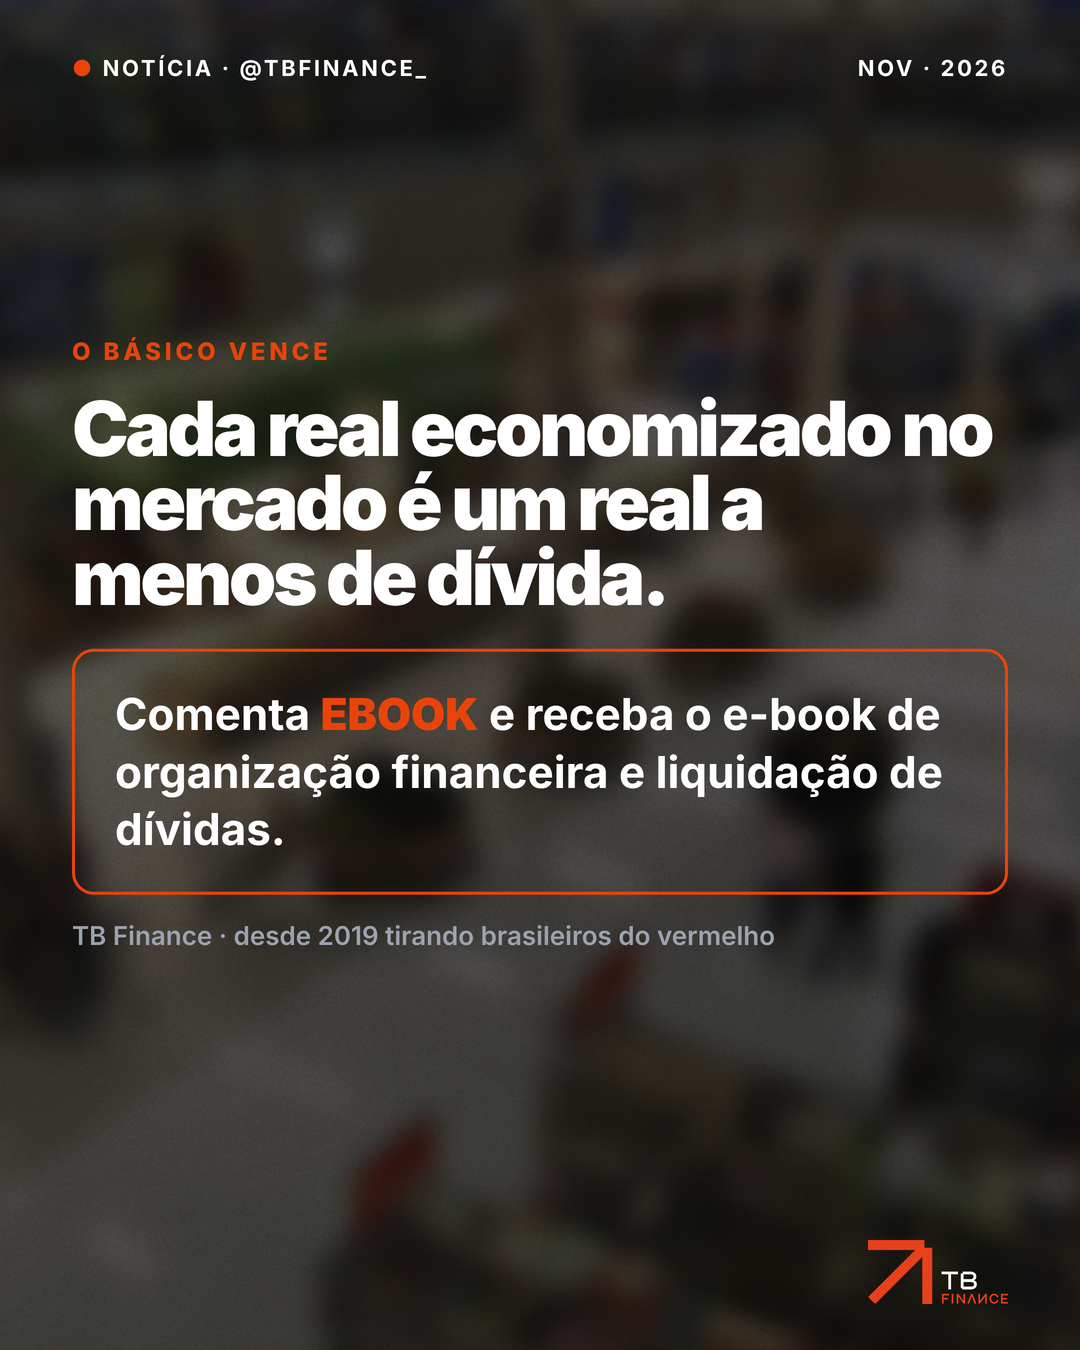 NOTÍCIA · @TBFINANCE_
NOV · 2026
O BÁSICO VENCE
Cada real economizado no
mercado é um real a
menos de dívida.
Comenta EBOOK e receba o e-book de
organização financeira e liquidação de
dívidas.
TB Finance · desde 2019 tirando brasileiros do vermelho
TB
FINANCE